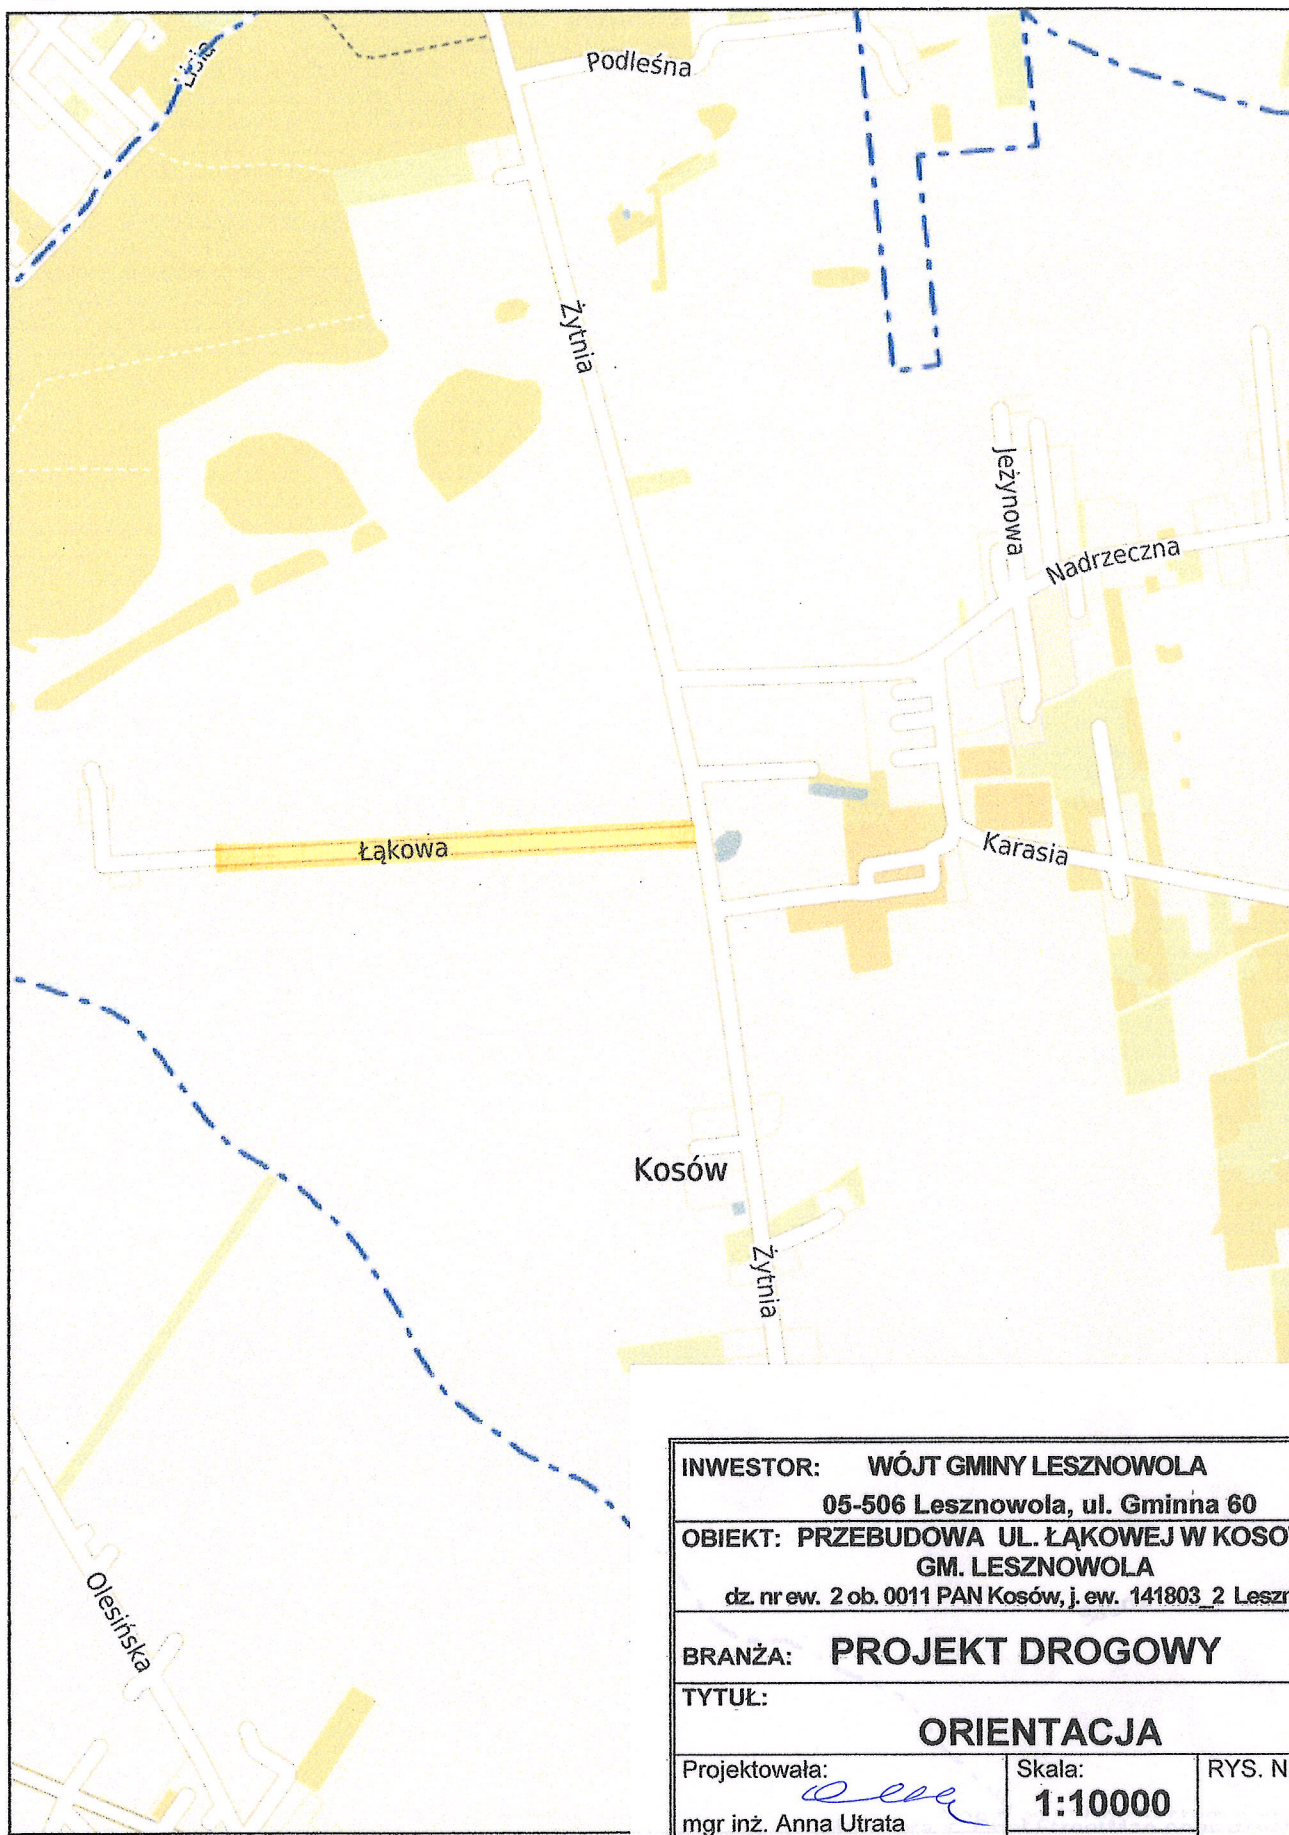 Lisia
Podleśna
Żytnia
Jeżynowa
Nadrzeczna
Łąkowa
Karasia
Kosów
Żytnia
Olesińska
INWESTOR: WÓJT GMINY LESZNOWOLA
05-506 Lesznowola, ul. Gminna 60
OBIEKT: PRZEBUDOWA UL. ŁĄKOWEJ W KOSO
GM. LESZNOWOLA
dz. nr ew. 2 ob. 0011 PAN Kosów, j. ew. 141803_2 Leszn
BRANŻA: PROJEKT DROGOWY
TYTUŁ:
ORIENTACJA
Projektowała:
mgr inż. Anna Utrata
Skala:
1:10000
RYS. N